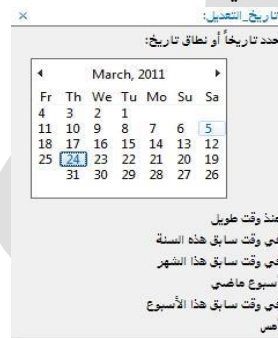 تاريخ_التعديل:
حدد تاريخاً أو نطاق تاريخ:
March, 2011
Fr Th We Tu Mo Su Sa
4 3 2 1
11 10 9 8 7 6 5
18 17 16 15 14 13 12
25 24 23 22 21 20 19
31 30 29 28 27 26
منذ وقت طويل
في وقت سابق هذه السنة
في وقت سابق هذا الشهر
أسبوع ماضي
في وقت سابق هذا الأسبوع
أمس